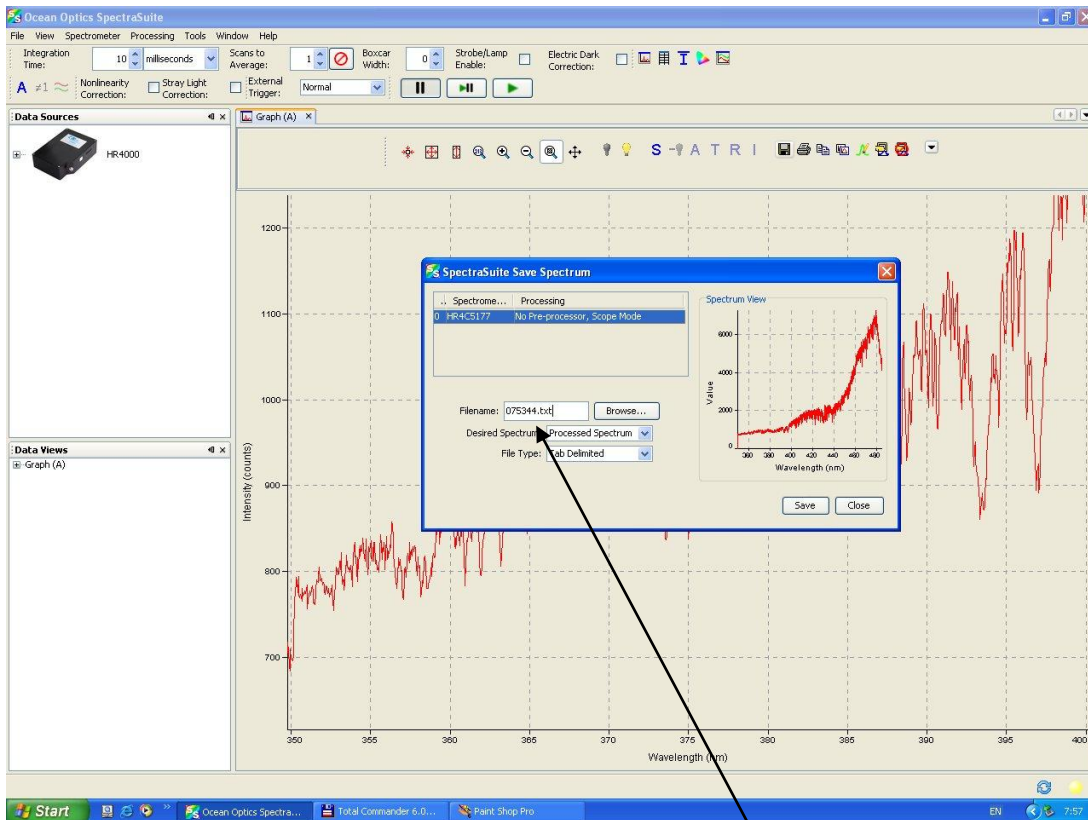 Ocean Optics SpectraSuite
File View Spectrometer Processing Tools Window Help
Integration Time: 10 milliseconds Scans to Average: 1 Boxcar Width: 0 Strobe/Lamp Enable: Electric Dark Correction:
A ≠1 Nonlinearity Correction: Stray Light Correction: External Trigger: Normal
Data Sources
Graph (A)
HR4000
S A T R I
SpectraSuite Save Spectrum
.. Spectrome... Processing
0 HR4C5177 No Pre-processor, Scope Mode
Filename: 075344.txt Browse...
Desired Spectrum Processed Spectrum
File Type: Tab Delimited
Spectrum View
6000
4000
2000
0
Value
360 380 400 420 440 460 480
Wavelength (nm)
Save Close
Data Views
Graph (A)
1200
1100
1000
900
800
700
Intensity (counts)
350 355 360 365 370 375 380 385 390 395 400
Wavelength (nm)
Start Ocean Optics Spectra... Total Commander 6.0... Paint Shop Pro EN 7:57